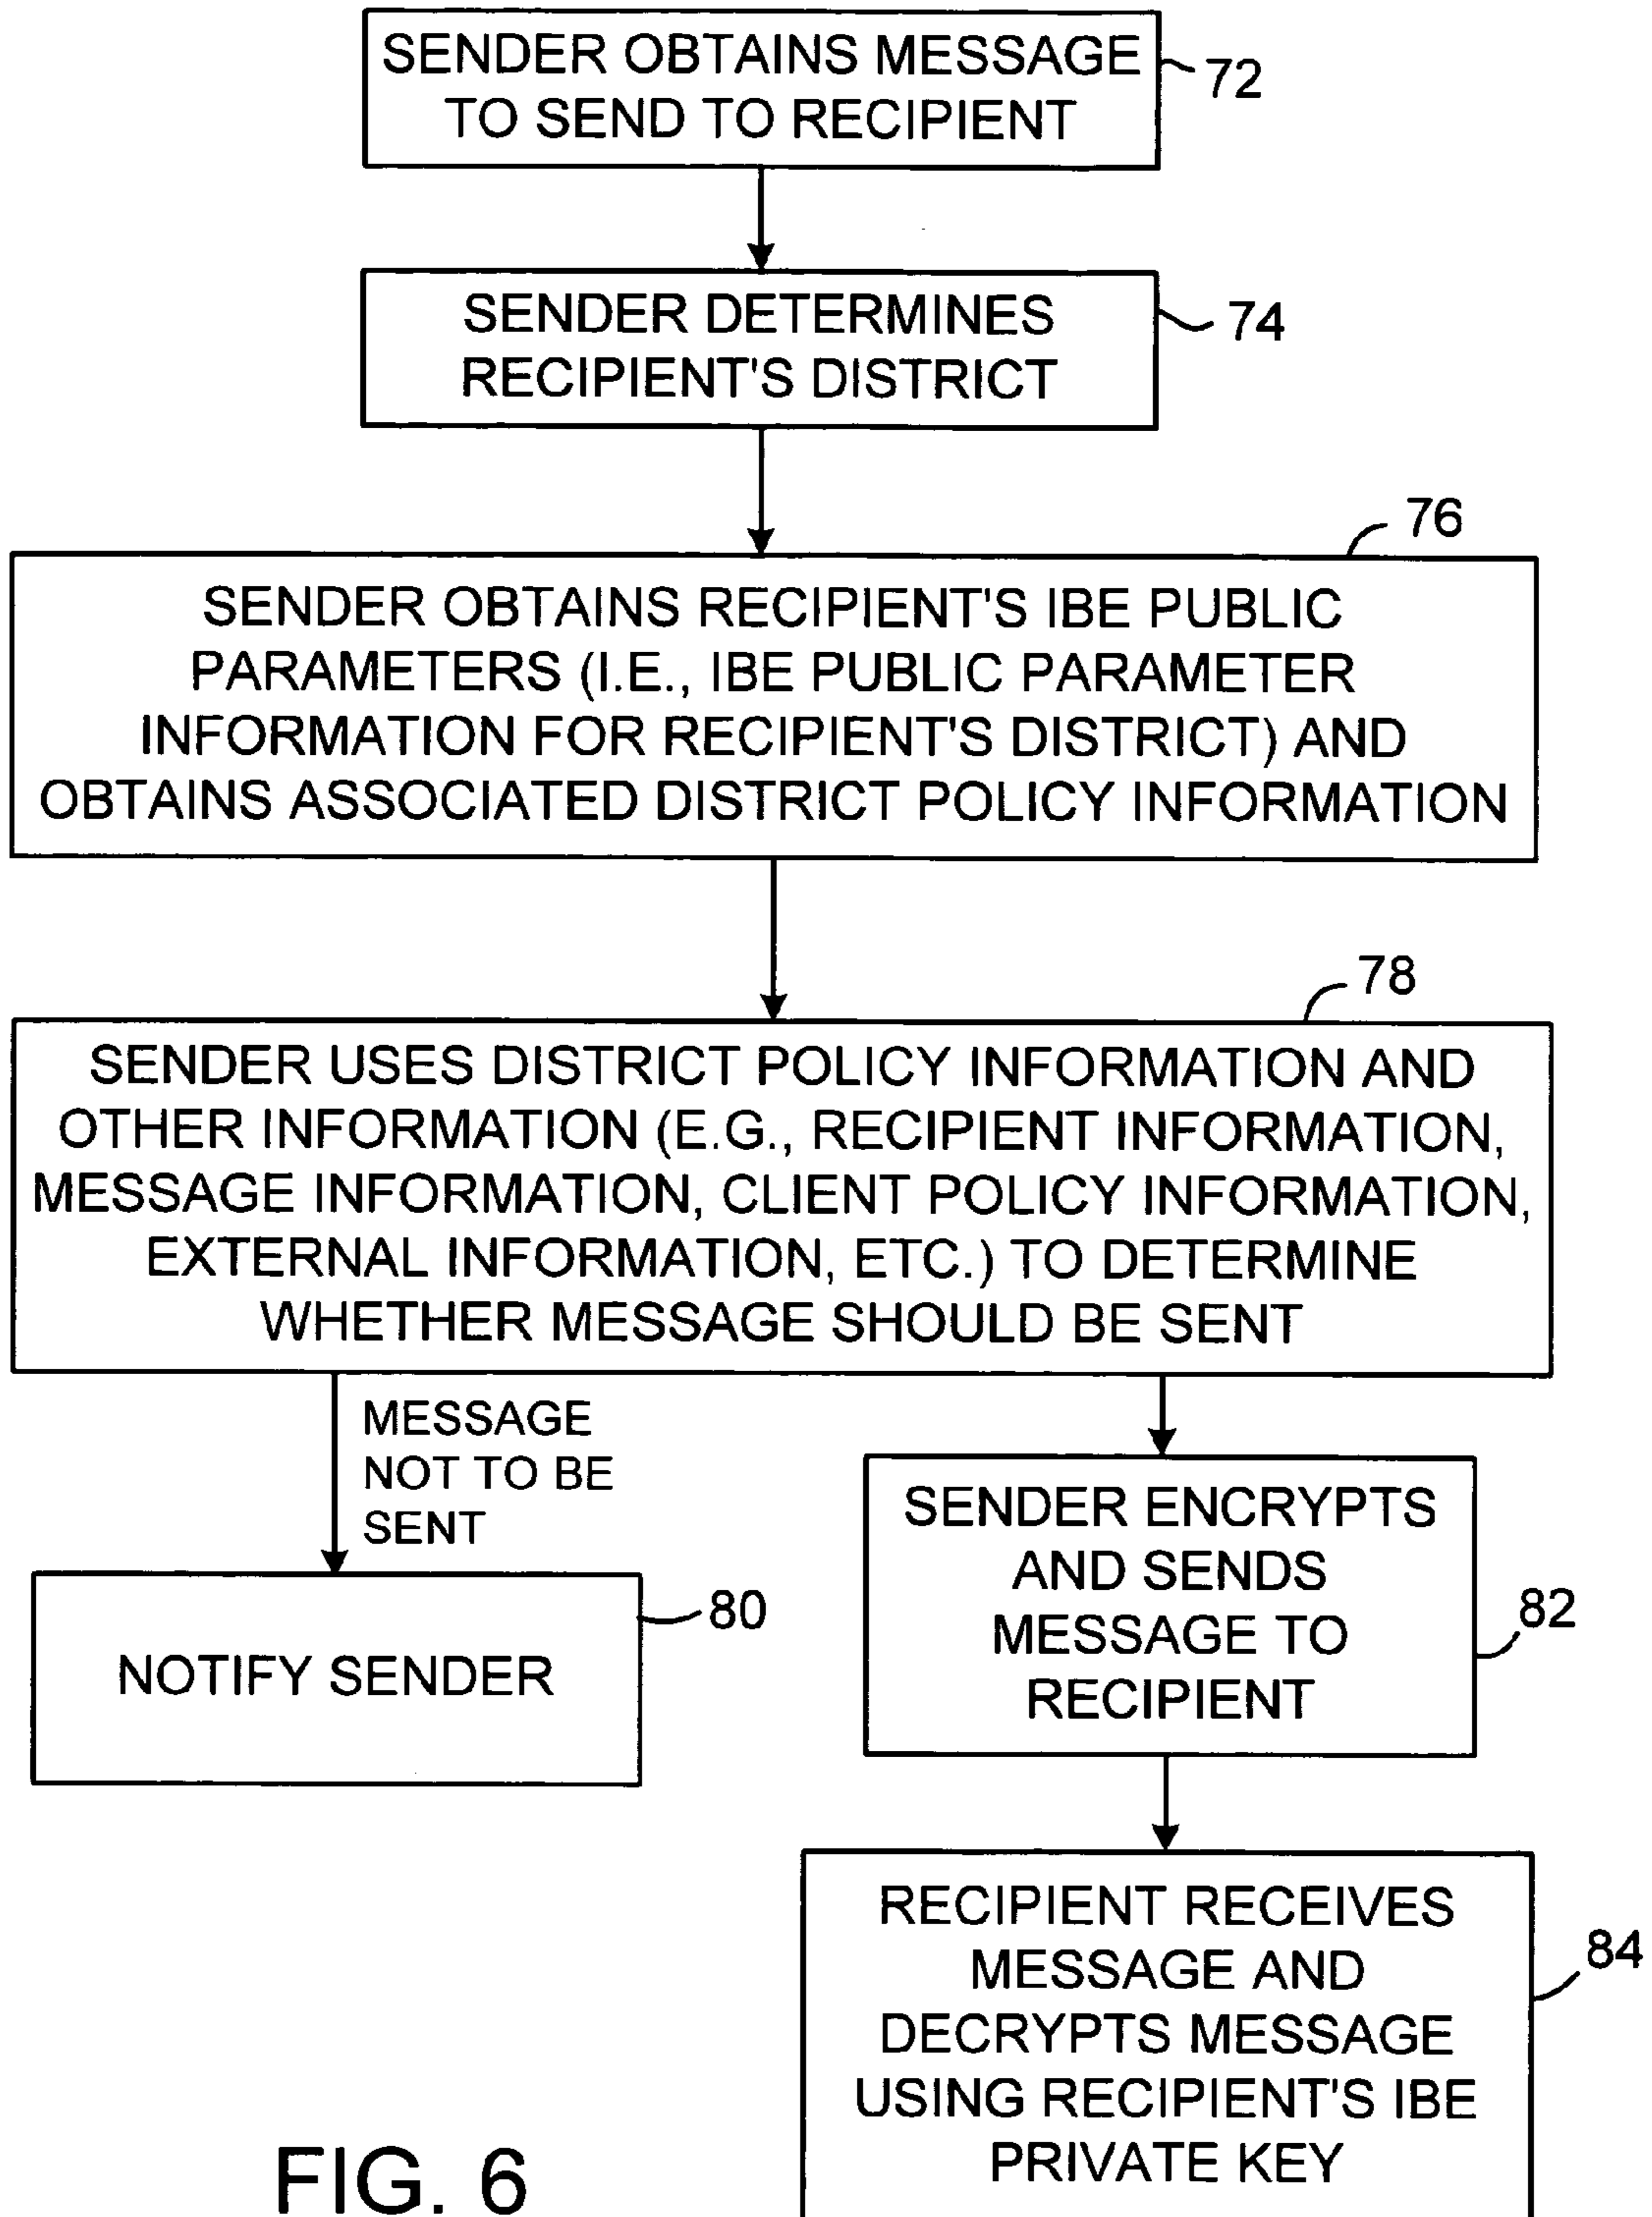 SENDER OBTAINS MESSAGE
TO SEND TO RECIPIENT
72
SENDER DETERMINES
RECIPIENT'S DISTRICT
74
76
SENDER OBTAINS RECIPIENT'S IBE PUBLIC
PARAMETERS (I.E., IBE PUBLIC PARAMETER
INFORMATION FOR RECIPIENT'S DISTRICT) AND
OBTAINS ASSOCIATED DISTRICT POLICY INFORMATION
78
SENDER USES DISTRICT POLICY INFORMATION AND
OTHER INFORMATION (E.G., RECIPIENT INFORMATION,
MESSAGE INFORMATION, CLIENT POLICY INFORMATION,
EXTERNAL INFORMATION, ETC.) TO DETERMINE
WHETHER MESSAGE SHOULD BE SENT
MESSAGE
NOT TO BE
SENT
NOTIFY SENDER
80
SENDER ENCRYPTS
AND SENDS
MESSAGE TO
RECIPIENT
82
RECIPIENT RECEIVES
MESSAGE AND
DECRYPTS MESSAGE
USING RECIPIENT'S IBE
PRIVATE KEY
84
FIG. 6